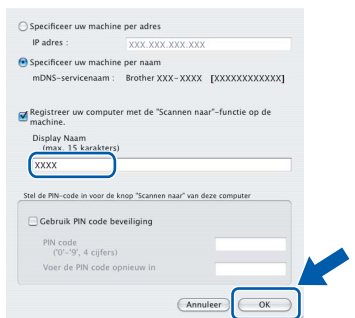 Specificeer uw machine per adres
IP adres :
XXX.XXX.XXX.XXX
Specificeer uw machine per naam
mDNS-servicenaam : Brother XXX-XXXX [XXXXXXXXXXXX]
Registreer uw computer met de "Scannen naar"-functie op de
machine.
Display Naam
(max. 15 karakters)
XXXX
Stel de PIN-code in voor de knop "Scannen naar" van deze computer
Gebruik PIN code beveiliging
PIN code
('0'-'9', 4 cijfers)
Voer de PIN code opnieuw in
Annuleer OK